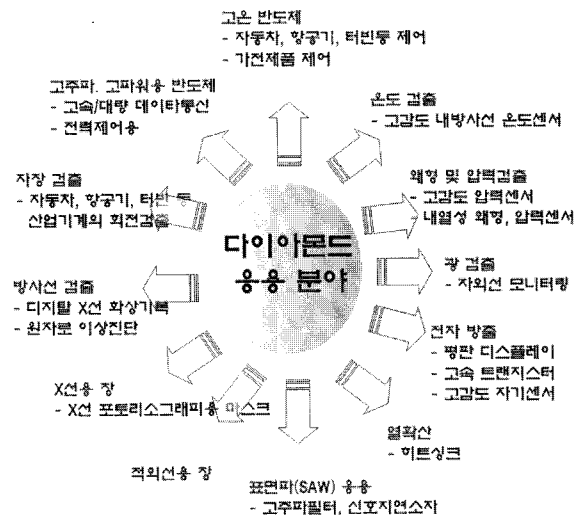 고온 반도체
- 자동차, 항공기, 터빈등 제어
- 가전제품 제어
고주파. 고파워용 반도체
- 고속/대량 데이타통신
- 전력제어용
온도 검출
- 고감도 내방사선 온도센서
자장 검출
- 자동차, 항공기, 터빈 등
산업기계의 회전검출
왜형 및 압력검출
- 고감도 압력센서
내열성 왜형, 압력센서
다이아몬드
응용 분야
광 검출
- 자외선 모니터링
방사선 검출
- 디지탈 X선 화상기록
- 원자로 이상진단
전자 방출
- 평판 디스플레이
- 고속 트랜지스터
- 고감도 자기센서
X선용 창
- X선 포토리소그래피용 마스크
열확산
- 히트싱크
적외선용 창
표면파(SAW) 응용
- 고주파필터, 신호지연소자